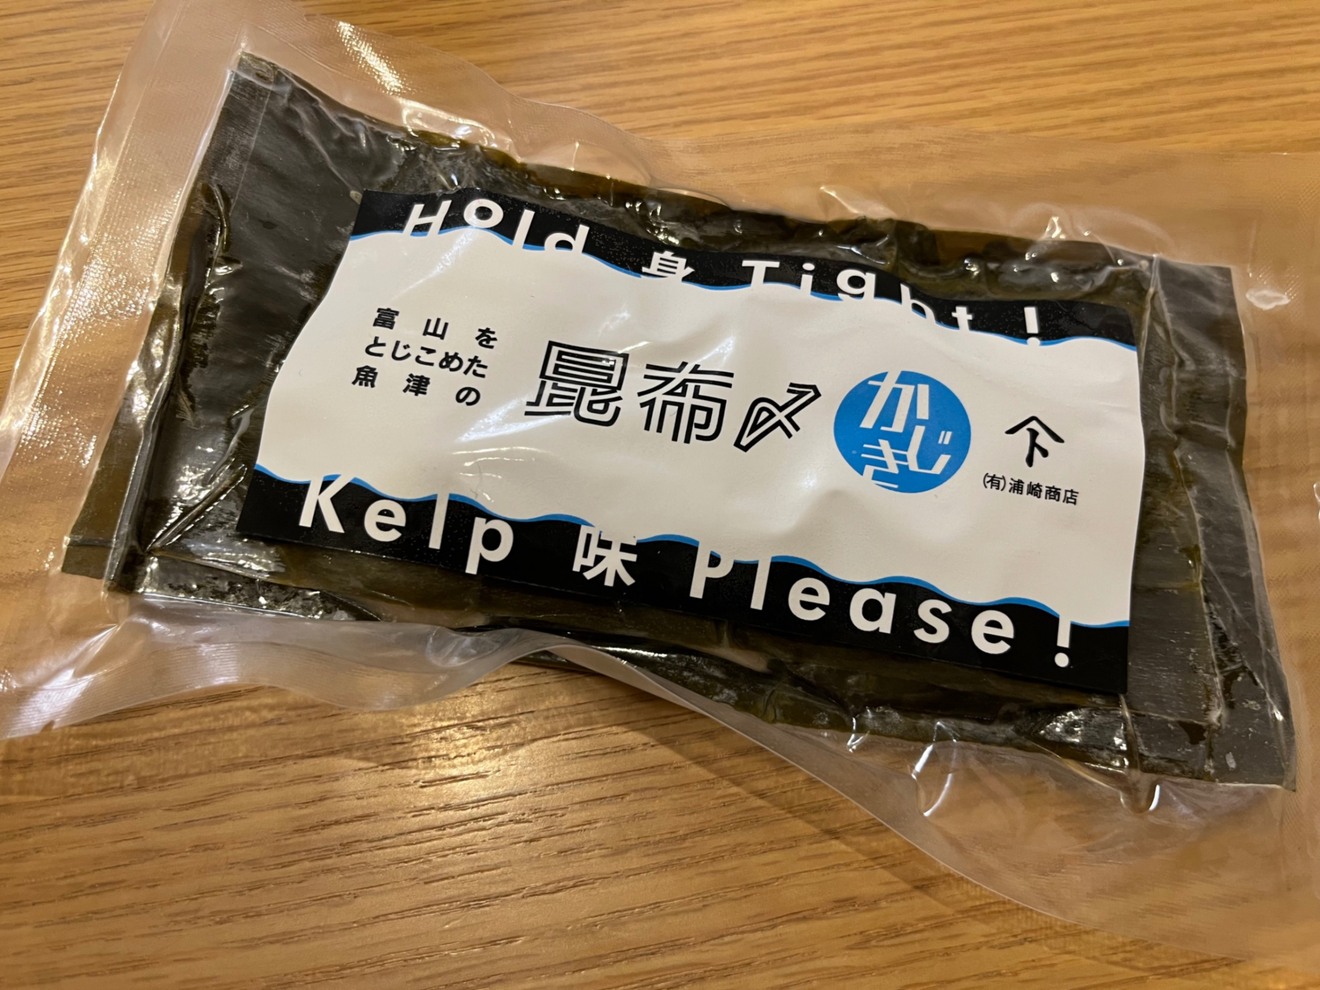 Hold 身 Tight!
富山を
とじこめた
魚津の
昆布〆
かじき
(有)浦崎商店
Kelp 味 Please!